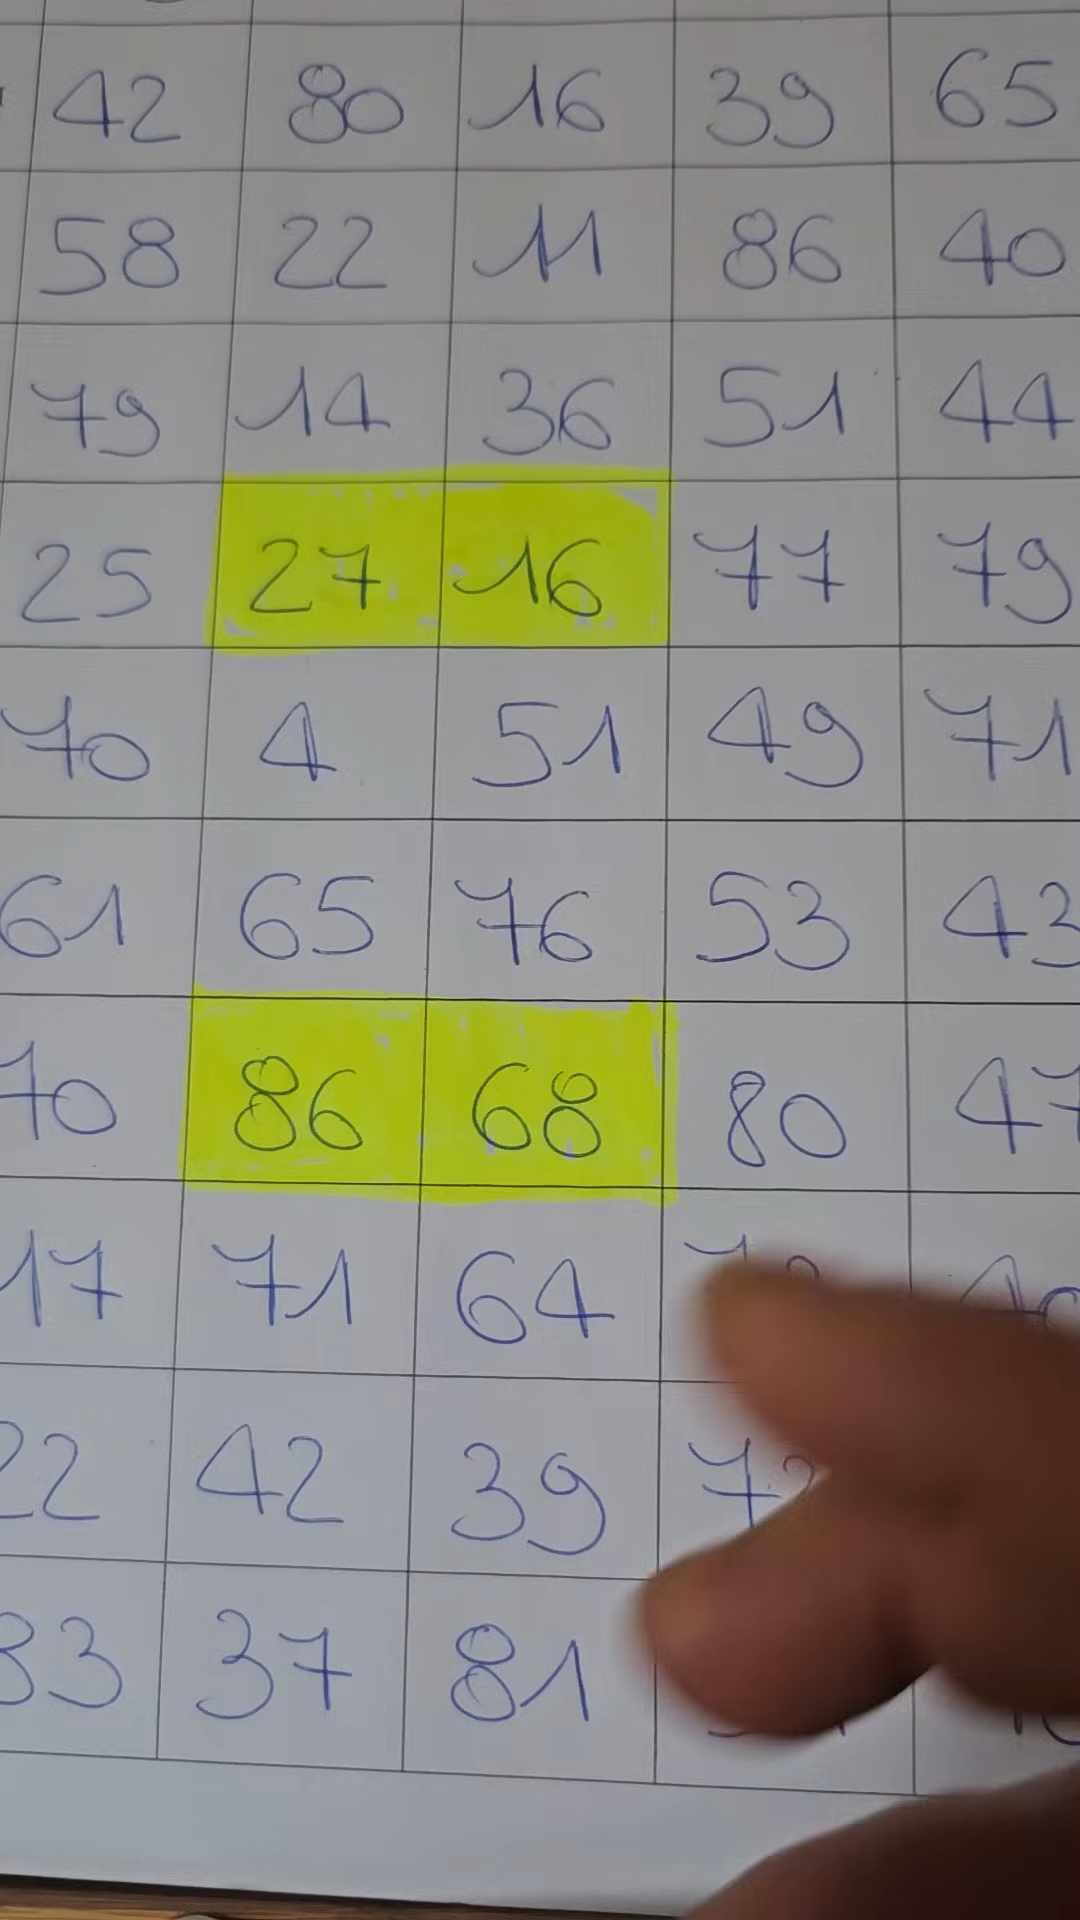 42 80 16 39 65
58 22 11 86 40
79 14 36 51 44
25 27 16 77 79
70 4 51 49 71
61 65 76 53 43
70 86 68 80 47
17 71 64
22 42 39
33 37 81